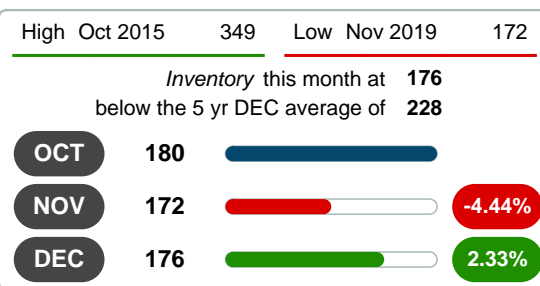 High Oct 2015 349 Low Nov 2019 172
Inventory this month at 176
below the 5 yr DEC average of 228
OCT 180
NOV 172 -4.44%
DEC 176 2.33%